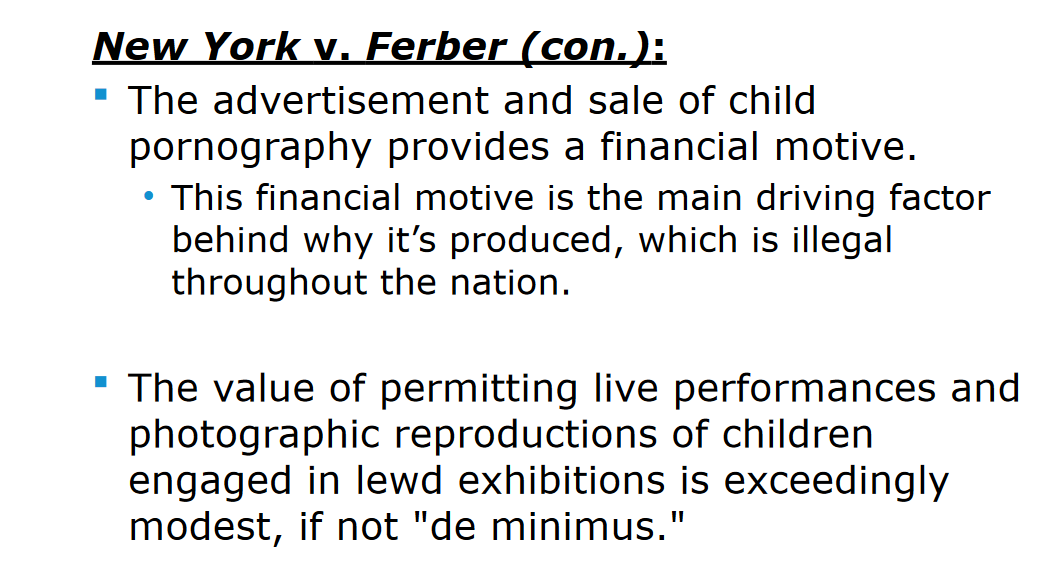 New York v. Ferber (con.):
The advertisement and sale of child
pornography provides a financial motive.
This financial motive is the main driving factor
behind why it’s produced, which is illegal
throughout the nation.
The value of permitting live performances and
photographic reproductions of children
engaged in lewd exhibitions is exceedingly
modest, if not "de minimus."